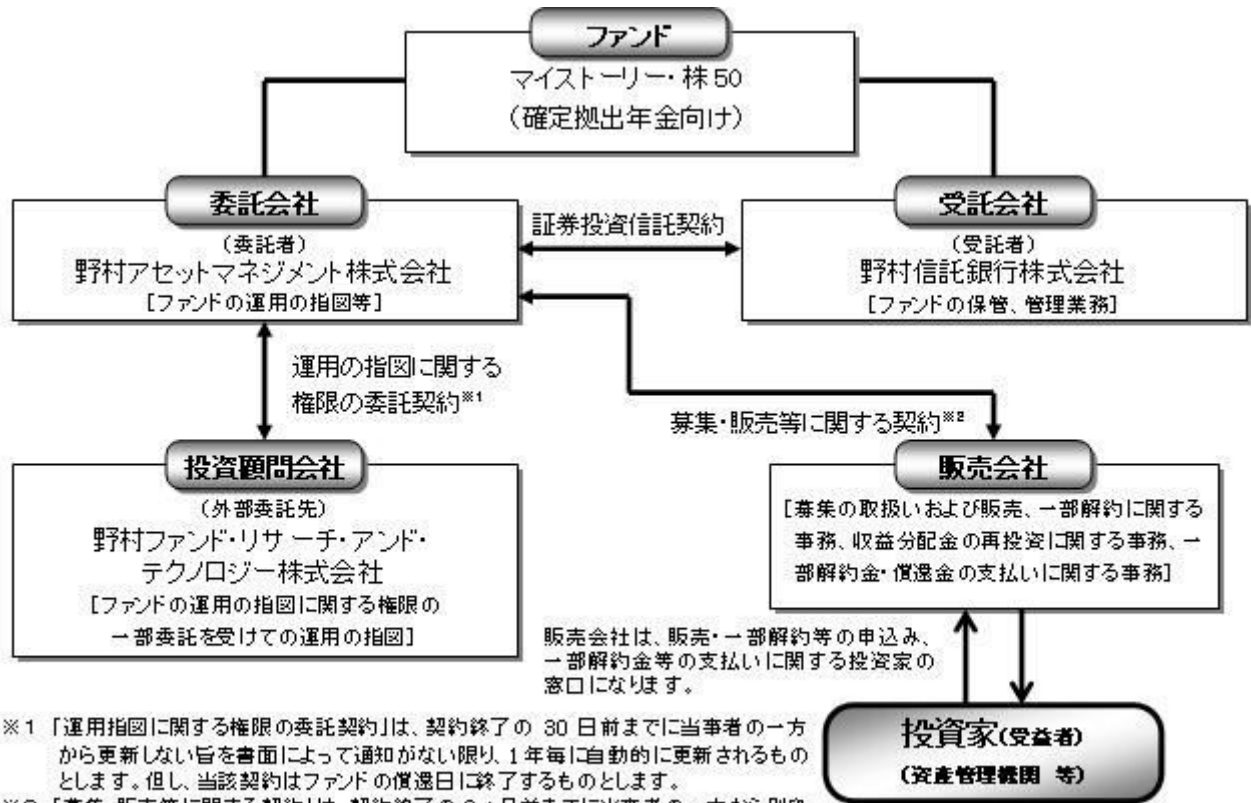 ファンド
マイストーリー・株50
(確定拠出年金向け)
委託会社
(委託者)
野村アセットマネジメント株式会社
[ファンドの運用の指図等]
証券投資信託契約
受託会社
(受託者)
野村信託銀行株式会社
[ファンドの保管、管理業務]
運用の指図に関する
権限の委託契約※1
募集・販売等に関する契約※2
投資顧問会社
(外部委託先)
野村ファンド・リサーチ・アンド・
テクノロジー株式会社
[ファンドの運用の指図に関する権限の
一部委託を受けての運用の指図]
販売会社
[募集の取扱いおよび販売、一部解約に関する
事務、収益分配金の再投資に関する事務、一
部解約金・償還金の支払いに関する事務]
販売会社は、販売・一部解約等の申込み、
一部解約金等の支払いに関する投資家の
窓口になります。
投資家(受益者)
(資産管理機関 等)
※1 「運用指図に関する権限の委託契約」は、契約終了の 30 日前までに当事者の一方
から更新しない旨を書面によって通知がない限り、1年毎に自動的に更新されるもの
とします。但し、当該契約はファンドの償還日に終了するものとします。